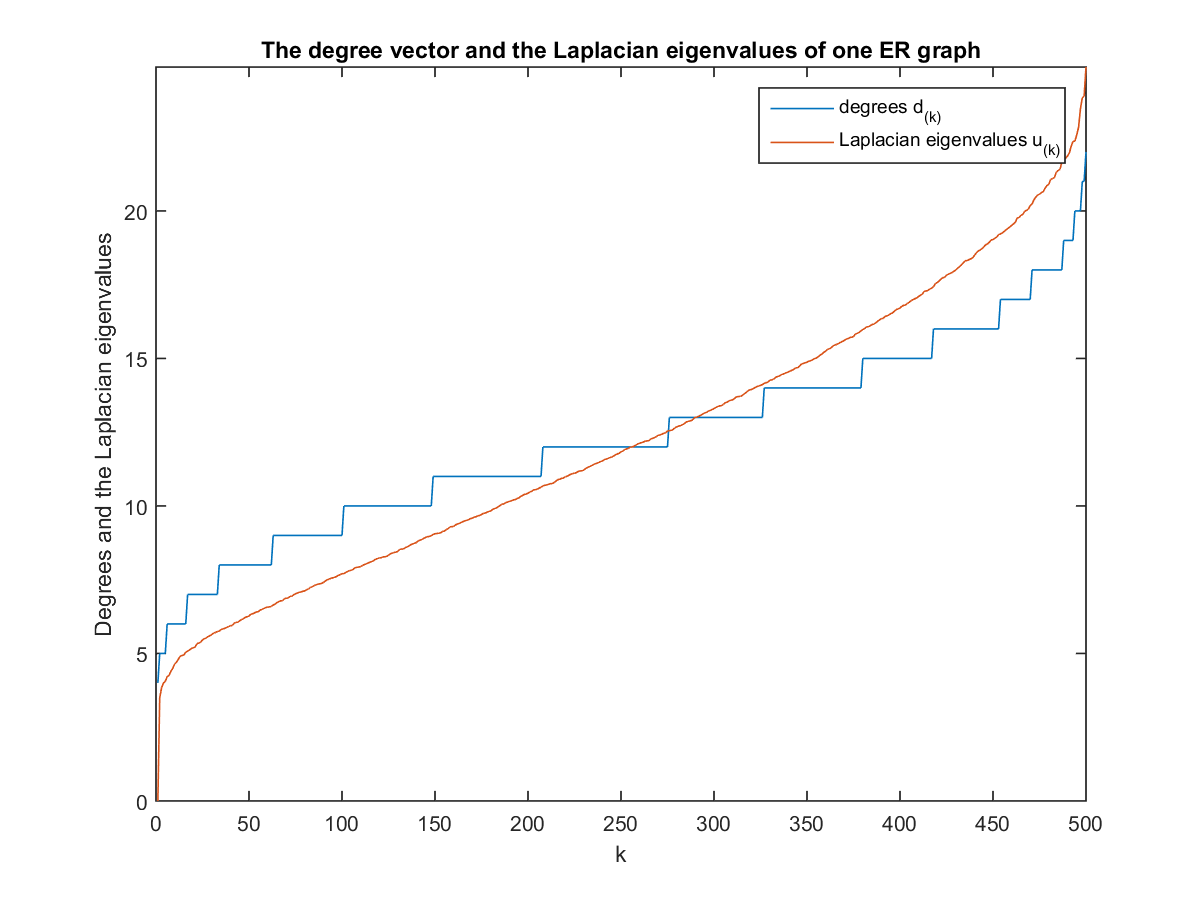 The degree vector and the Laplacian eigenvalues of one ER graph
degrees d(k)
Laplacian eigenvalues u(k)
Degrees and the Laplacian eigenvalues
20
15
10
5
0
0 50 100 150 200 250 300 350 400 450 500
k